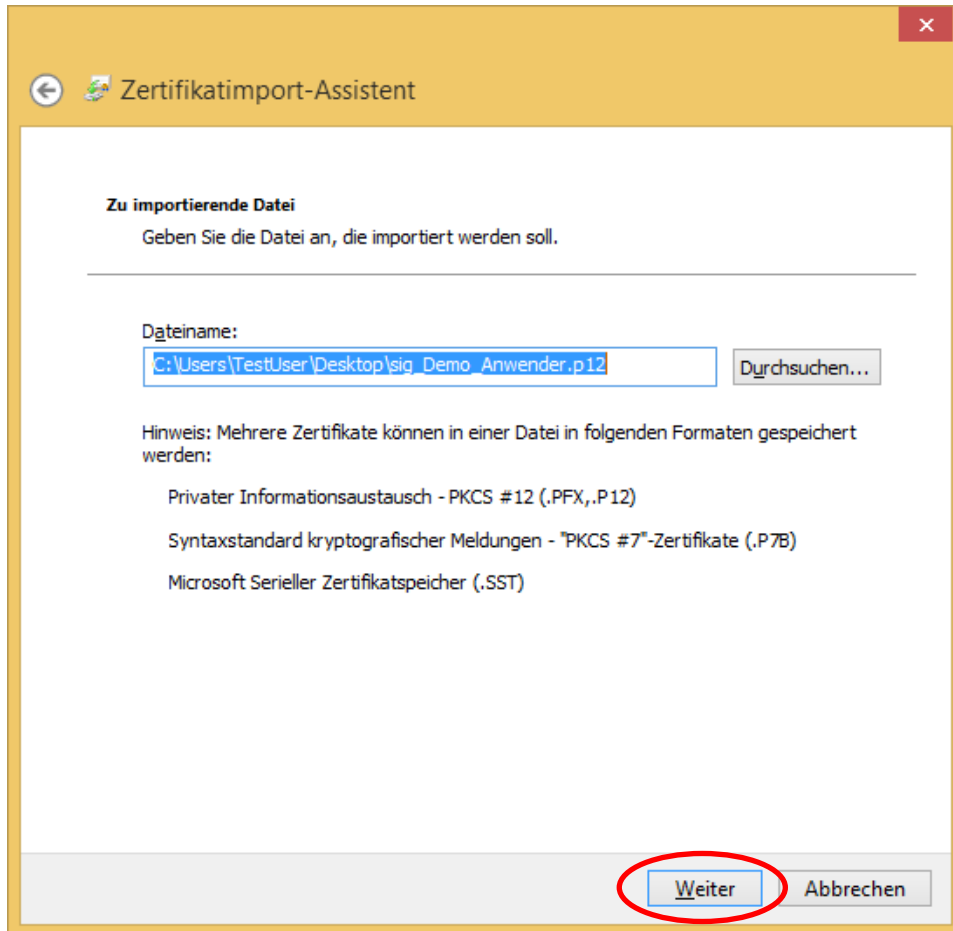 Zertifikatimport-Assistent
Zu importierende Datei
Geben Sie die Datei an, die importiert werden soll.
Dateiname:
C:\Users\TestUser\Desktop\sig_Demo_Anwender.p12
Durchsuchen...
Hinweis: Mehrere Zertifikate können in einer Datei in folgenden Formaten gespeichert
werden:
Privater Informationsaustausch - PKCS #12 (.PFX,.P12)
Syntaxstandard kryptografischer Meldungen - "PKCS #7"-Zertifikate (.P7B)
Microsoft Serieller Zertifikatspeicher (.SST)
Weiter
Abbrechen